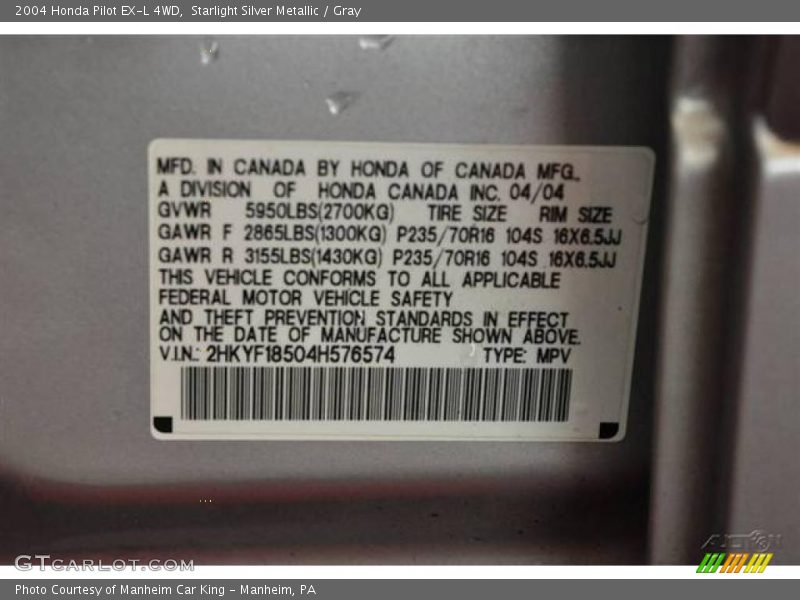 2004 Honda Pilot EX-L 4WD,  Starlight Silver Metallic / Gray
MFD. IN CANADA BY HONDA OF CANADA MFG.,
A DIVISION OF HONDA CANADA INC. 04/04
GVWR 5950LBS(2700KG) TIRE SIZE RIM SIZE
GAWR F 2865LBS(1300KG) P235/70R16 104S 16X6.5JJ
GAWR R 3155LBS(1430KG) P235/70R16 104S 16X6.5JJ
THIS VEHICLE CONFORMS TO ALL APPLICABLE
FEDERAL MOTOR VEHICLE SAFETY
AND THEFT PREVENTION STANDARDS IN EFFECT
ON THE DATE OF MANUFACTURE SHOWN ABOVE.
V.I.N.: 2HKYF18504H576574 TYPE: MPV
GTcarlot.com
Photo Courtesy of Manheim Car King - Manheim, PA